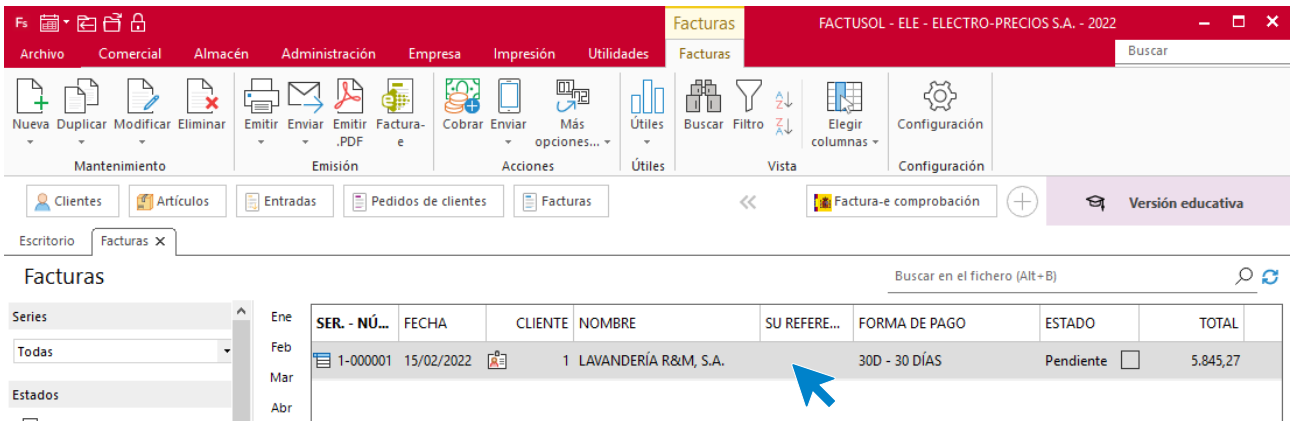 Fs Facturas FACTUSOL - ELE - ELECTRO-PRECIOS S.A. - 2022
Archivo Comercial Almacén Administración Empresa Impresión Utilidades Facturas Buscar
Nueva Duplicar Modificar Eliminar Emitir Enviar Emitir .PDF Factura-e Cobrar Enviar Más opciones... Útiles Buscar Filtro Elegir columnas Configuración
Mantenimiento Emisión Acciones Útiles Vista Configuración
Clientes Artículos Entradas Pedidos de clientes Facturas Factura-e comprobación Versión educativa
Escritorio Facturas
Facturas Buscar en el fichero (Alt+B)
Series Ene SER. - NÚ... FECHA CLIENTE NOMBRE SU REFERE... FORMA DE PAGO ESTADO TOTAL
Todas Feb 1-000001 15/02/2022 1 LAVANDERÍA R&M, S.A. 30D - 30 DÍAS Pendiente 5.845,27
Mar
Estados
Abr